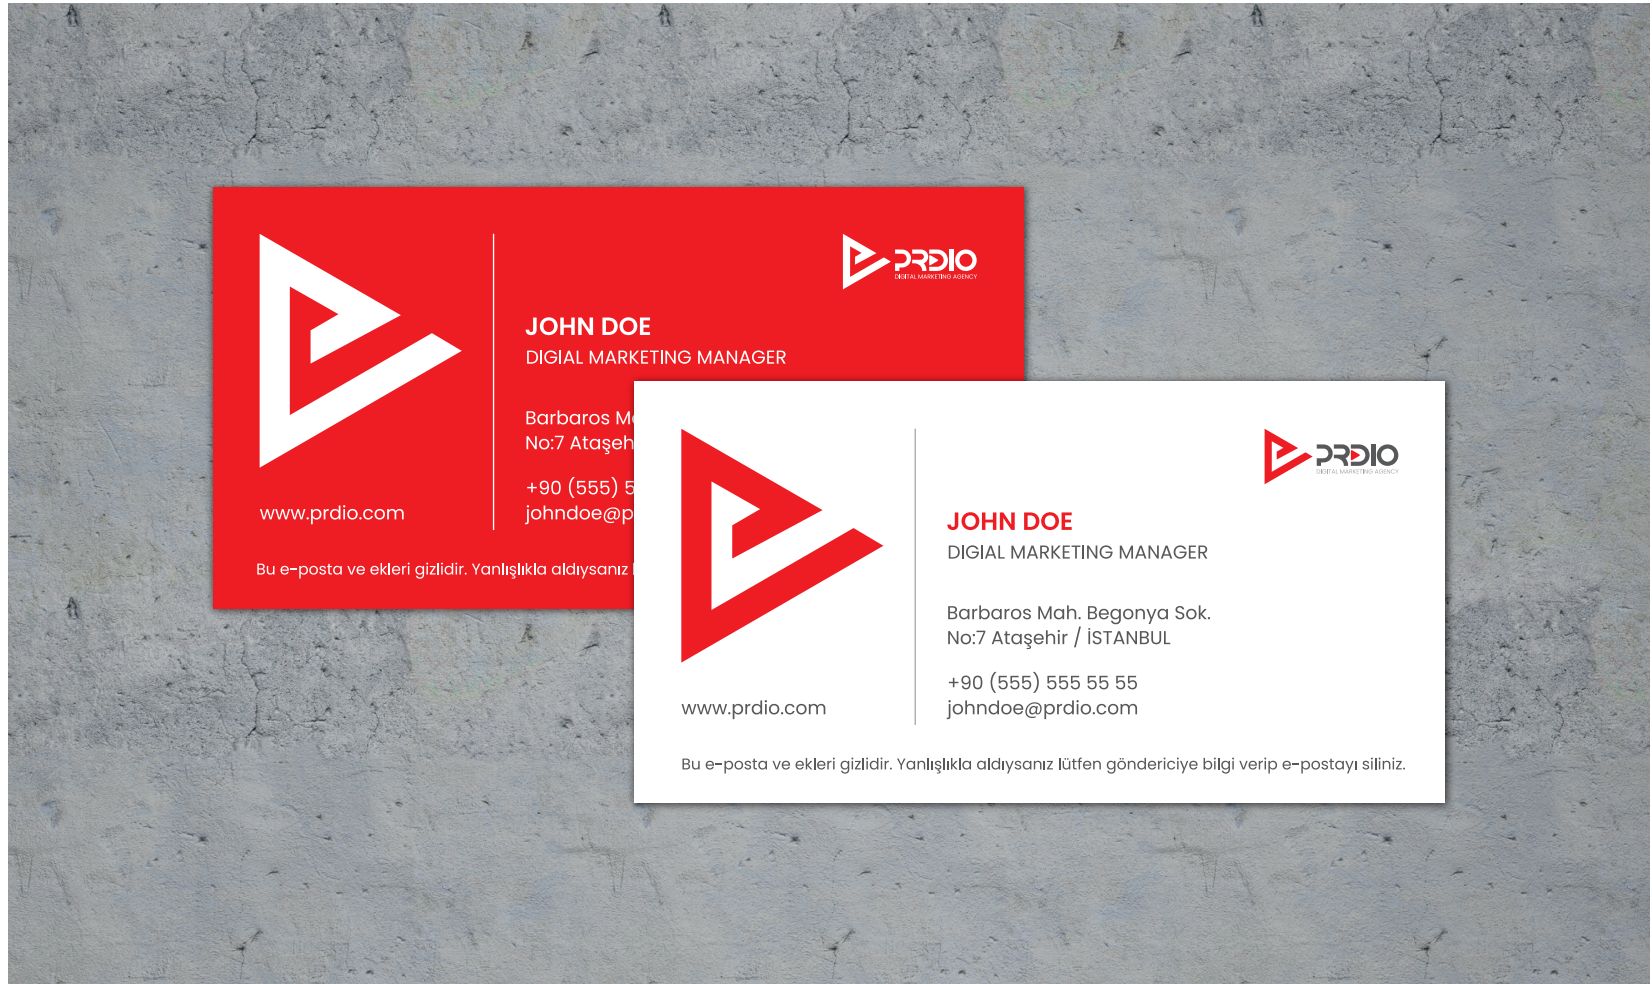 PRDIO
DIGITAL MARKETING AGENCY
JOHN DOE
DIGIAL MARKETING MANAGER
Barbaros
No:7
+90 (555)
www.prdio.com
Bu e-posta ve ekleri gizlidir. Yanlışlıkla aldıysanız
PRDIO
DIGITAL MARKETING AGENCY
JOHN DOE
DIGIAL MARKETING MANAGER
Barbaros Mah. Begonya Sok.
No:7 Ataşehir / İSTANBUL
+90 (555) 555 55 55
johndoe@prdio.com
www.prdio.com
Bu e-posta ve ekleri gizlidir. Yanlışlıkla aldıysanız lütfen göndericiye bilgi verip e-postayı siliniz.